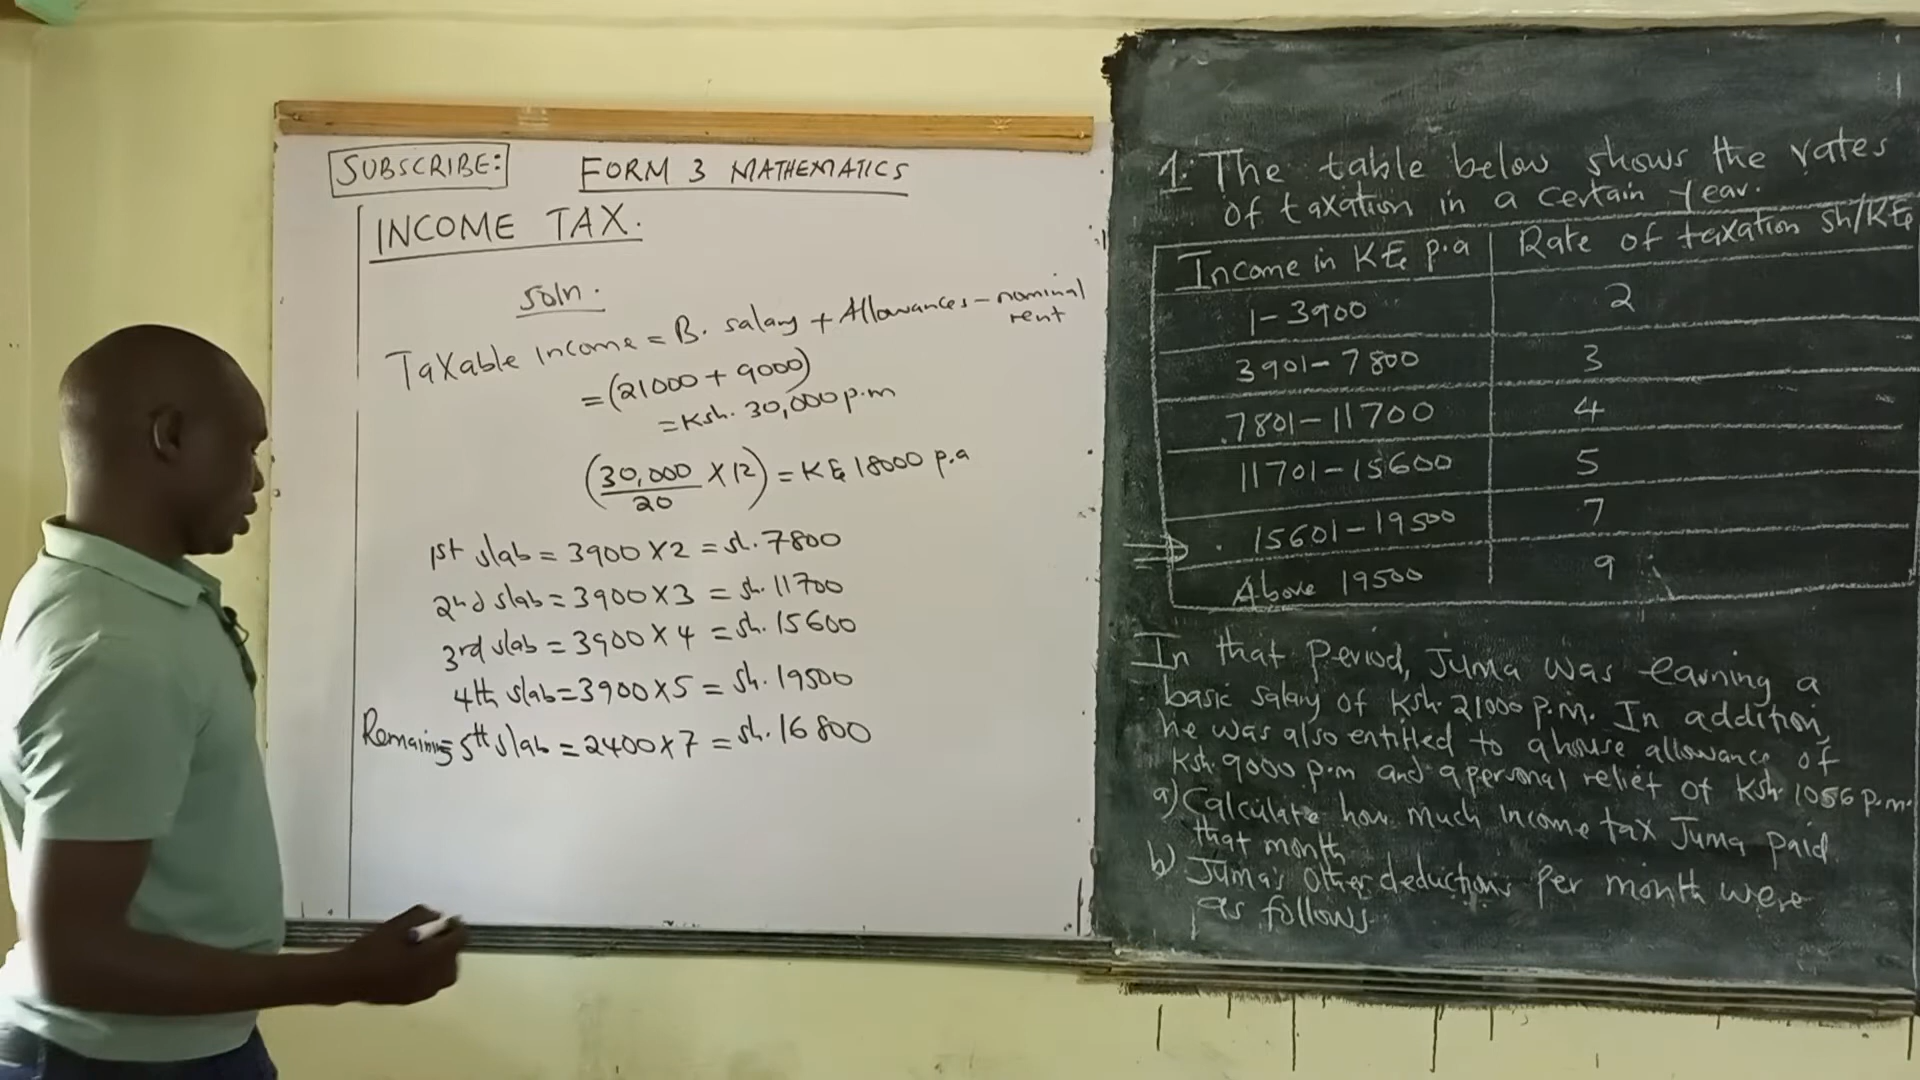 SUBSCRIBE: FORM 3 MATHEMATICS
INCOME TAX.
Soln.
Taxable Income = B. salary + Allowances - nominal
rent
= (21000 + 9000)
= Ksh. 30,000 p.m
(30,000/20 × 12) = K£ 18000 p.a
1st slab = 3900 × 2 = sh. 7800
2nd slab = 3900 × 3 = sh. 11700
3rd slab = 3900 × 4 = sh. 15600
4th slab = 3900 × 5 = sh. 19500
Remaining = 5th slab = 2400 × 7 = sh. 16800
1. The table below shows the rates
of taxation in a certain year.
Income in K£ p.a Rate of taxation sh/K£
1 - 3900 2
3901 - 7800 3
7801 - 11700 4
11701 - 15600 5
15601 - 19500 7
Above 19500 9
In that period, Juma was earning a
basic salary of Ksh. 21000 P.M. In addition,
he was also entitled to a house allowance of
Ksh. 9000 p.m and a personal relief of Ksh. 1056 p.m.
a) Calculate how much income tax Juma paid
that month
b) Juma's other deductions per month were
as follows.